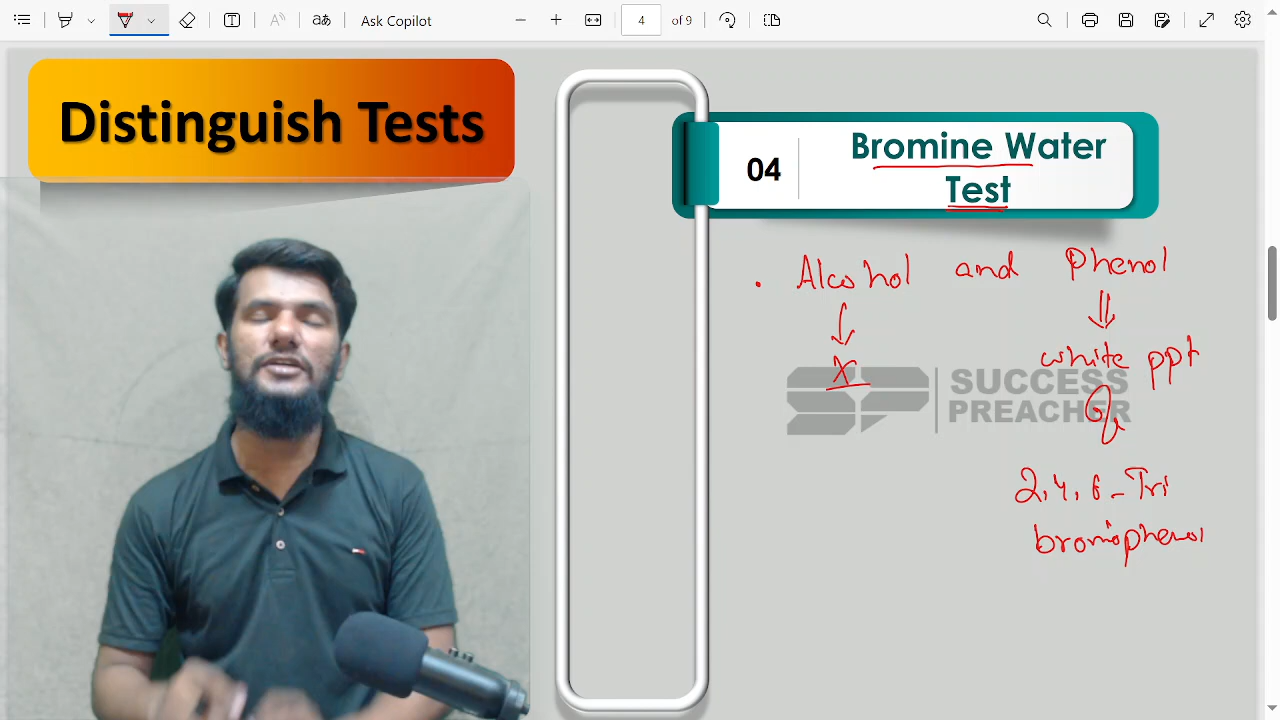 Ask Copilot
4 of 9
Distinguish Tests
04
Bromine Water
Test
. Alcohol and Phenol
X
white ppt
of
SUCCESS
PREACHER
2,4,6-Tri
bromophenol